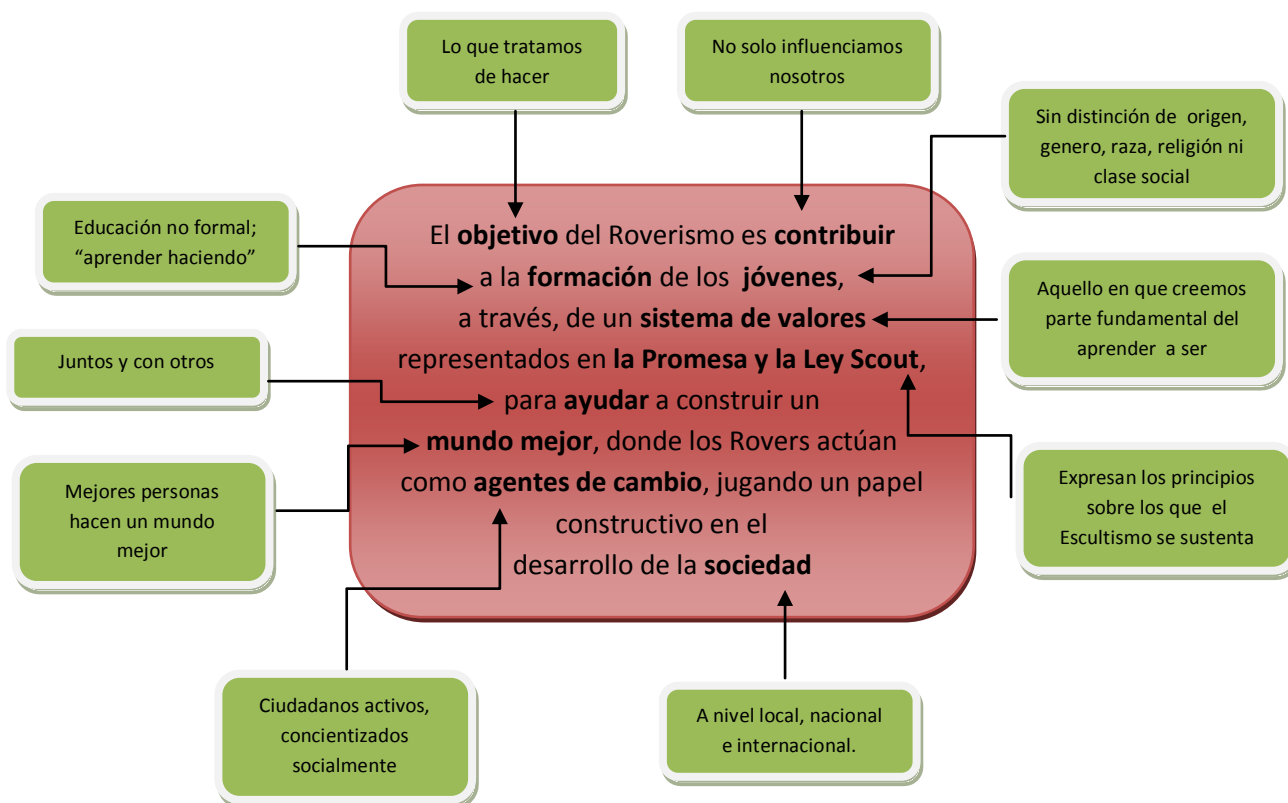 Lo que tratamos
de hacer
No solo influenciamos
nosotros
Sin distinción de origen,
genero, raza, religión ni
clase social
Educación no formal;
“aprender haciendo”
El objetivo del Roverismo es contribuir
a la formación de los jóvenes,
a través, de un sistema de valores
representados en la Promesa y la Ley Scout,
para ayudar a construir un
mundo mejor, donde los Rovers actúan
como agentes de cambio, jugando un papel
constructivo en el
desarrollo de la sociedad
Aquello en que creemos
parte fundamental del
aprender a ser
Juntos y con otros
Mejores personas
hacen un mundo
mejor
Expresan los principios
sobre los que el
Escultismo se sustenta
Ciudadanos activos,
concientizados
socialmente
A nivel local, nacional
e internacional.